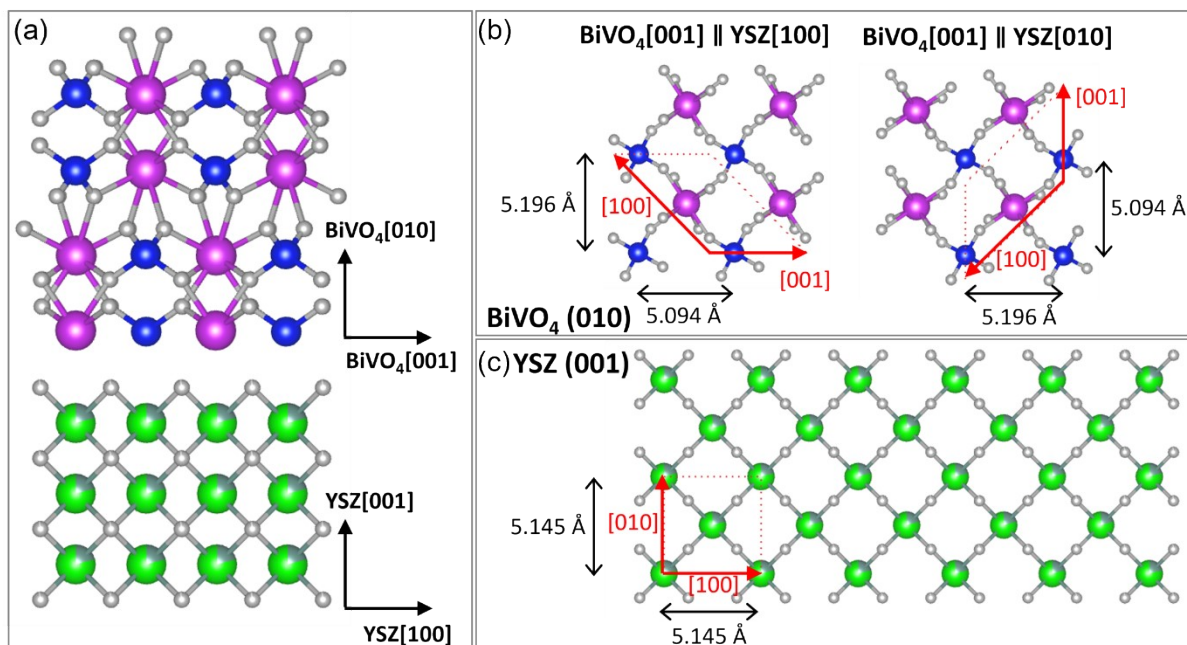 (a)
BiVO₄[010]
BiVO₄[001]
YSZ[001]
YSZ[100]
(b)
BiVO₄[001] ∥ YSZ[100]
BiVO₄[001] ∥ YSZ[010]
5.196 Å
[100]
[001]
5.094 Å
[001]
[100]
5.094 Å
5.196 Å
BiVO₄ (010)
(c) YSZ (001)
5.145 Å
[010]
[100]
5.145 Å